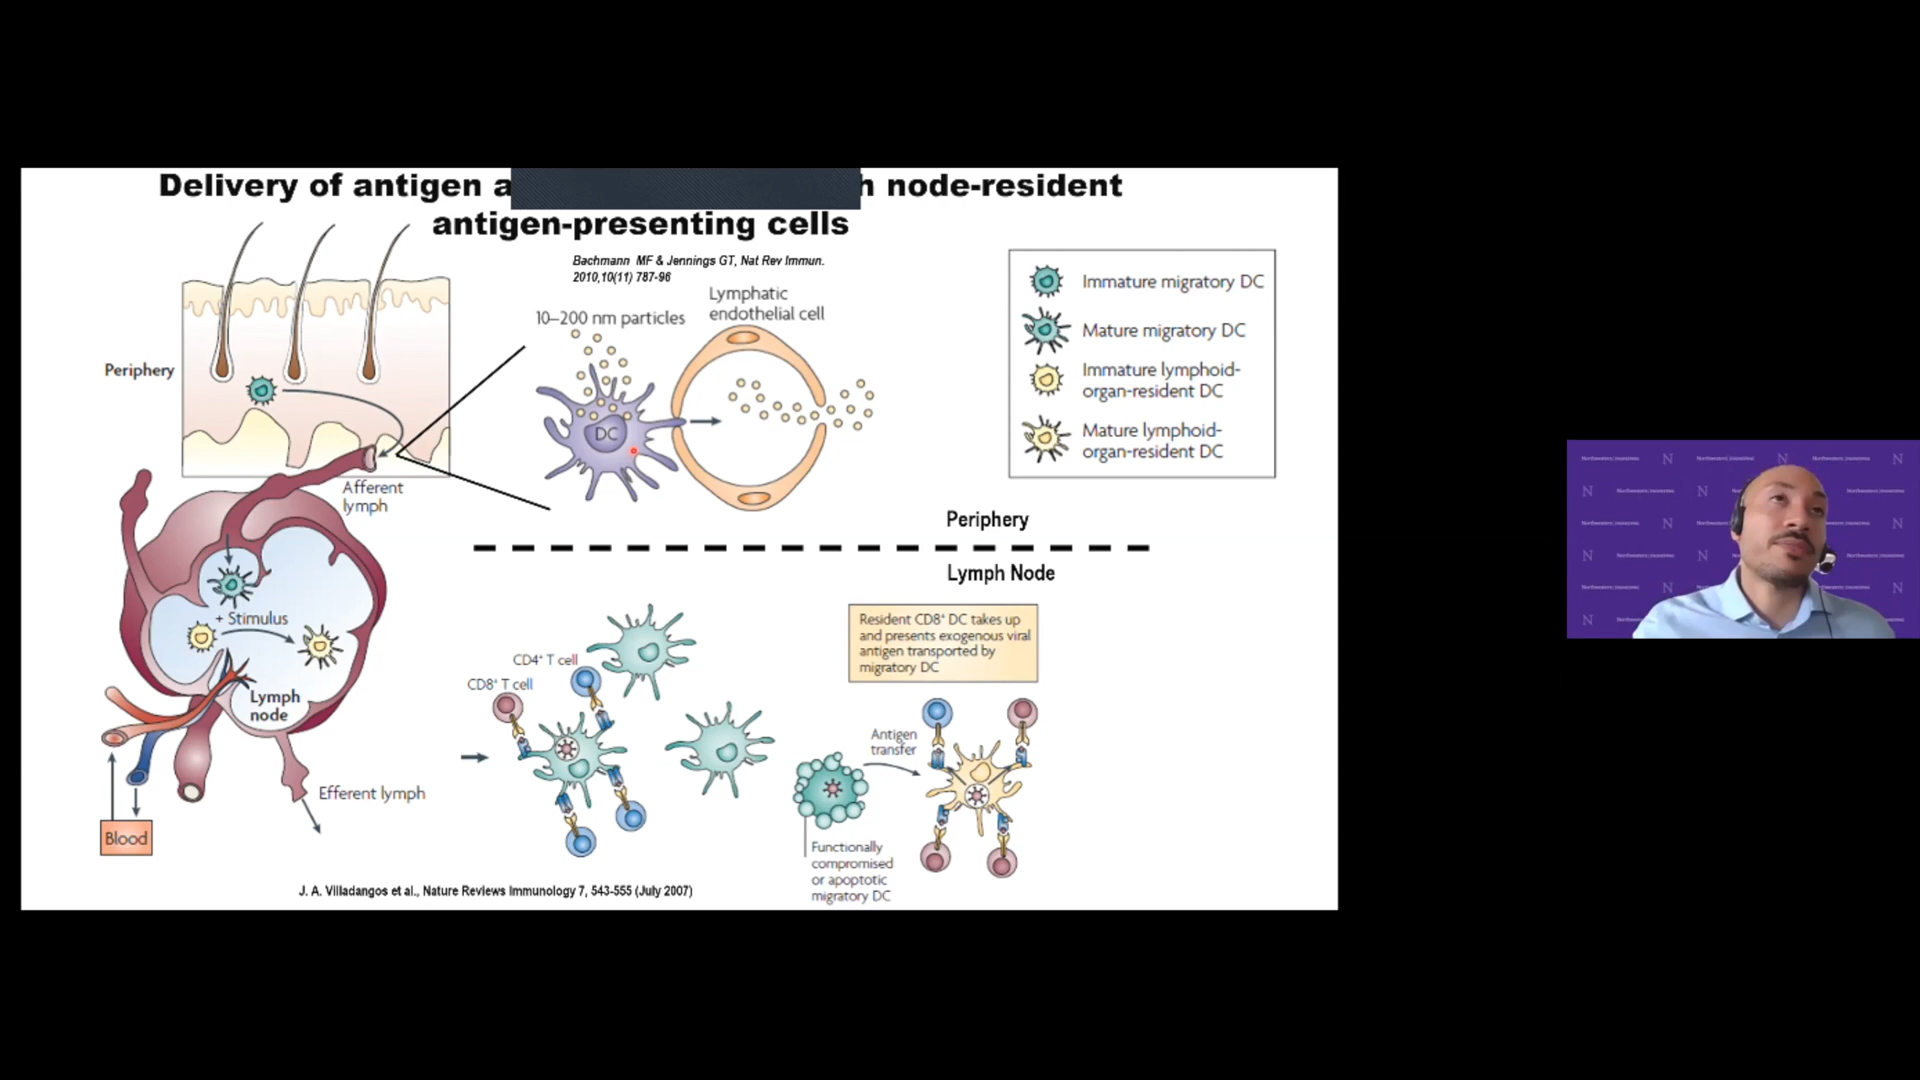 Delivery of antigen a
node-resident
antigen-presenting cells
Bachmann MF & Jennings GT, Nat Rev Immun.
2010,10(11) 787-96
Lymphatic
endothelial cell
10–200 nm particles
Periphery
DC
Immature migratory DC
Mature migratory DC
Immature lymphoid-
organ-resident DC
Mature lymphoid-
organ-resident DC
Afferent
lymph
Periphery
Lymph Node
+ Stimulus
Lymph
node
Blood
Efferent lymph
CD4⁺ T cell
CD8⁺ T cell
Resident CD8⁺ DC takes up
and presents exogenous viral
antigen transported by
migratory DC
Antigen
transfer
Functionally
compromised
or apoptotic
migratory DC
J. A. Villadangos et al., Nature Reviews Immunology 7, 543-555 (July 2007)